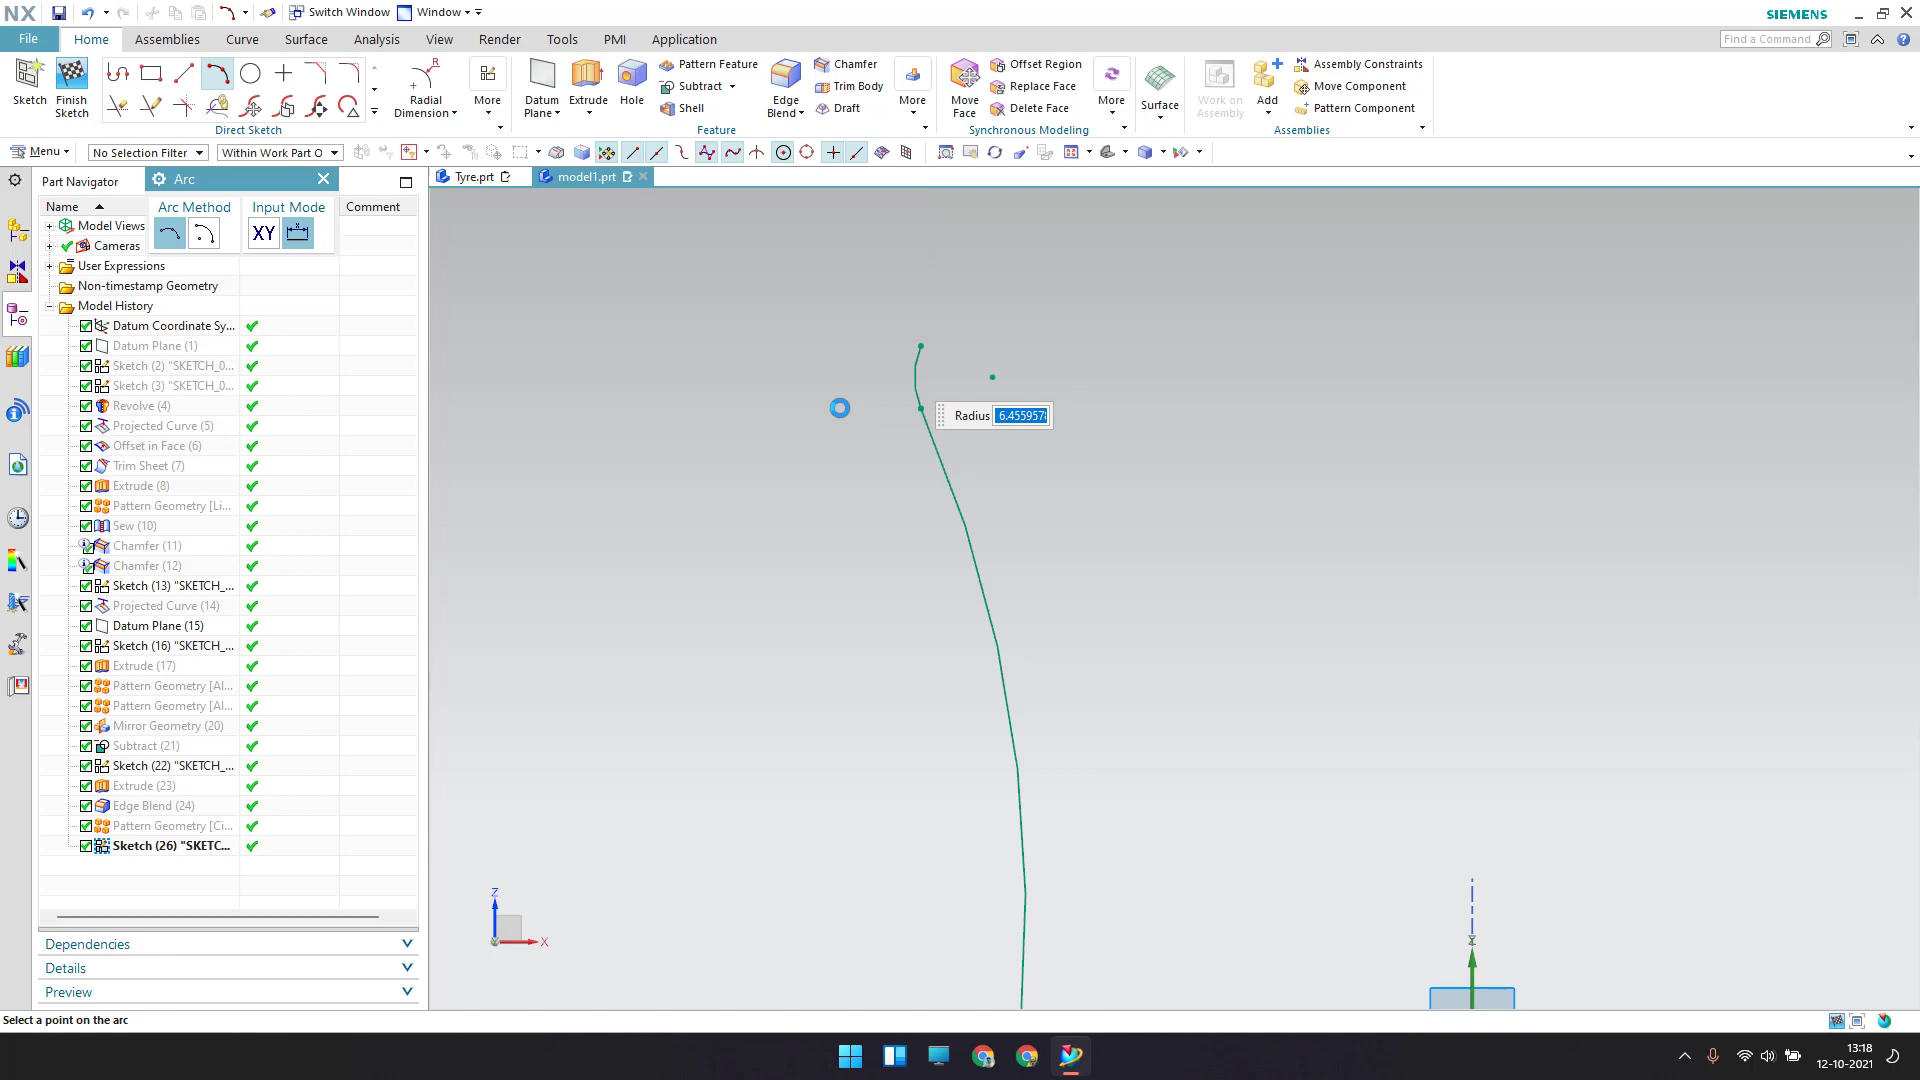 NX
Switch Window
Window
SIEMENS
File
Home
Assemblies
Curve
Surface
Analysis
View
Render
Tools
PMI
Application
Find a Command
Sketch
Finish Sketch
Radial Dimension
More
Direct Sketch
Datum Plane
Extrude
Hole
Pattern Feature
Subtract
Shell
Edge Blend
Chamfer
Trim Body
Draft
More
Feature
Move Face
Offset Region
Replace Face
Delete Face
More
Synchronous Modeling
Surface
Work on Assembly
Add
Assembly Constraints
Move Component
Pattern Component
Assemblies
Menu
No Selection Filter
Within Work Part O
Part Navigator
Arc
Tyre.prt
model1.prt
Name
Arc Method
Input Mode
Comment
XY
Model Views
Cameras
User Expressions
Non-timestamp Geometry
Model History
Datum Coordinate Sy...
Datum Plane (1)
Sketch (2) "SKETCH_0...
Sketch (3) "SKETCH_0...
Revolve (4)
Projected Curve (5)
Offset in Face (6)
Trim Sheet (7)
Extrude (8)
Pattern Geometry [Li...
Sew (10)
Chamfer (11)
Chamfer (12)
Sketch (13) "SKETCH_...
Projected Curve (14)
Datum Plane (15)
Sketch (16) "SKETCH_...
Extrude (17)
Pattern Geometry [Al...
Pattern Geometry [Al...
Mirror Geometry (20)
Subtract (21)
Sketch (22) "SKETCH_...
Extrude (23)
Edge Blend (24)
Pattern Geometry [Ci...
Sketch (26) "SKETC...
Radius
Z
X
Dependencies
Details
Preview
Select a point on the arc
13:18
12-10-2021